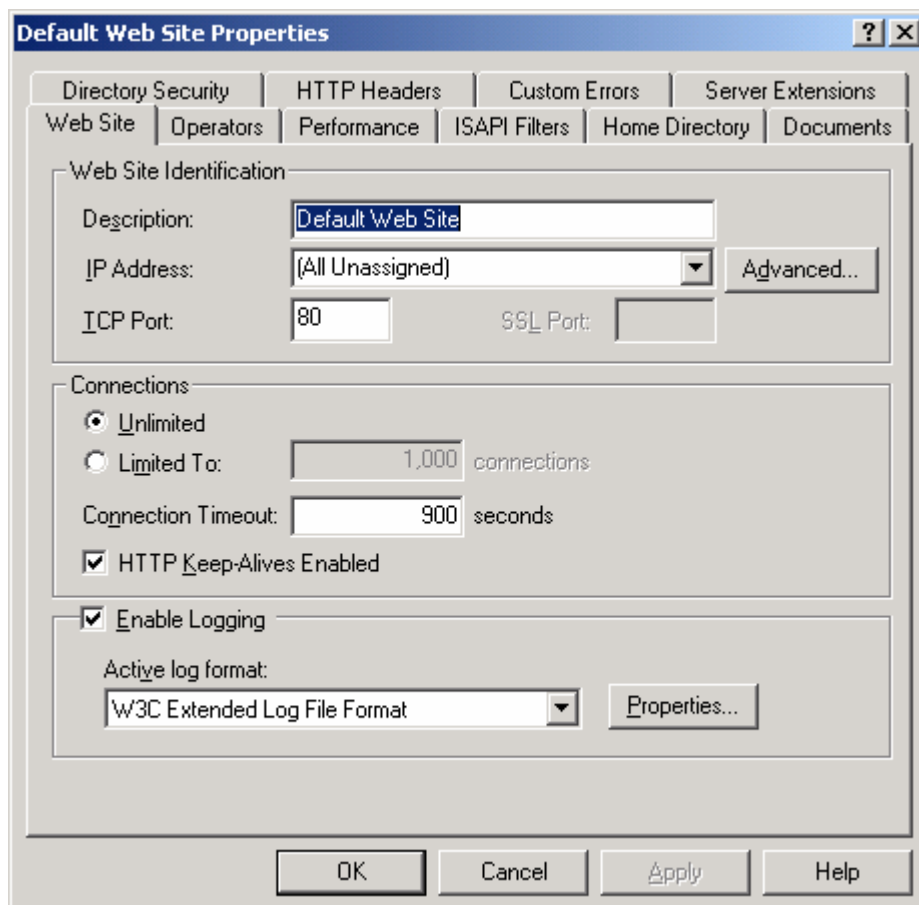 Default Web Site Properties
Directory Security HTTP Headers Custom Errors Server Extensions
Web Site Operators Performance ISAPI Filters Home Directory Documents
Web Site Identification
Description: Default Web Site
IP Address: (All Unassigned) Advanced...
TCP Port: 80 SSL Port:
Connections
Unlimited
Limited To: 1,000 connections
Connection Timeout: 900 seconds
HTTP Keep-Alives Enabled
Enable Logging
Active log format:
W3C Extended Log File Format Properties...
OK Cancel Apply Help